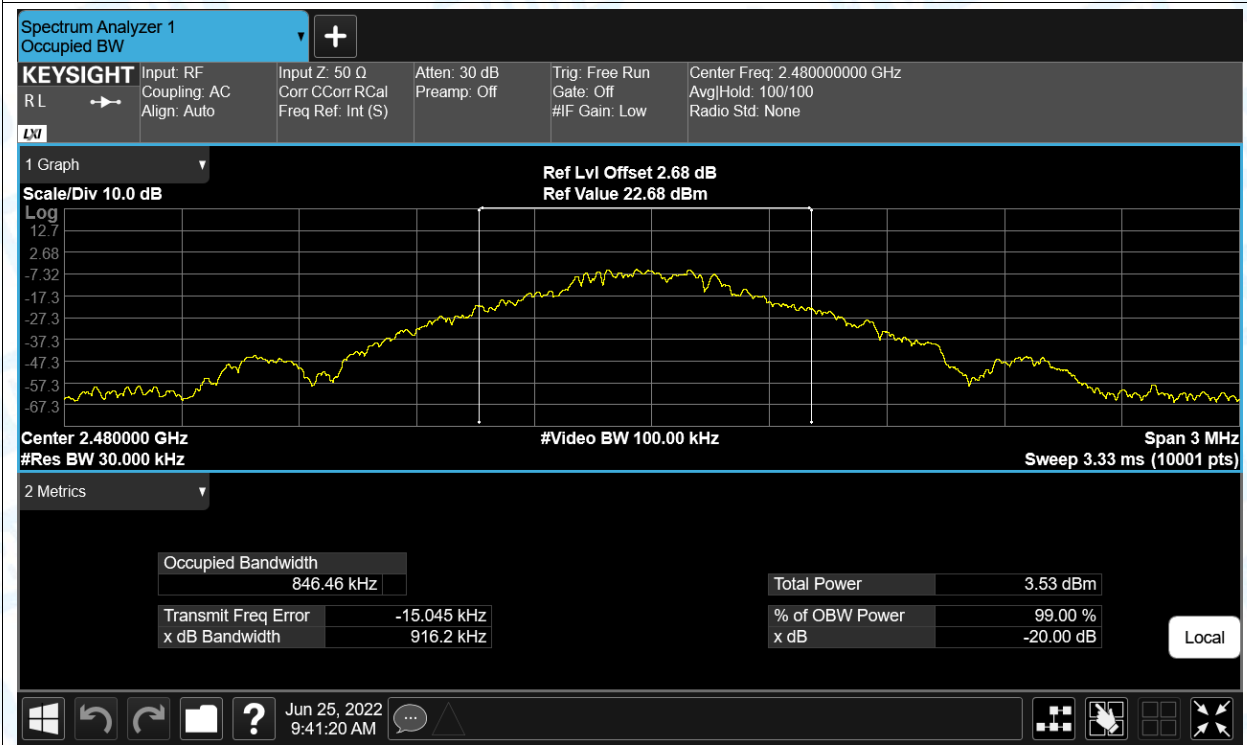 Spectrum Analyzer 1
Occupied BW
KEYSIGHT
R L
LXI
Input: RF
Coupling: AC
Align: Auto
Input Z: 50 Ω
Corr CCorr RCal
Freq Ref: Int (S)
Atten: 30 dB
Preamp: Off
Trig: Free Run
Gate: Off
#IF Gain: Low
Center Freq: 2.480000000 GHz
Avg|Hold: 100/100
Radio Std: None
1 Graph
Scale/Div 10.0 dB
Ref Lvl Offset 2.68 dB
Ref Value 22.68 dBm
Log
12.7
2.68
-7.32
-17.3
-27.3
-37.3
-47.3
-57.3
-67.3
Center 2.480000 GHz
#Video BW 100.00 kHz
Span 3 MHz
#Res BW 30.000 kHz
Sweep 3.33 ms (10001 pts)
2 Metrics
Occupied Bandwidth
846.46 kHz
Transmit Freq Error -15.045 kHz
x dB Bandwidth 916.2 kHz
Total Power 3.53 dBm
% of OBW Power 99.00 %
x dB -20.00 dB
Local
?
Jun 25, 2022
9:41:20 AM